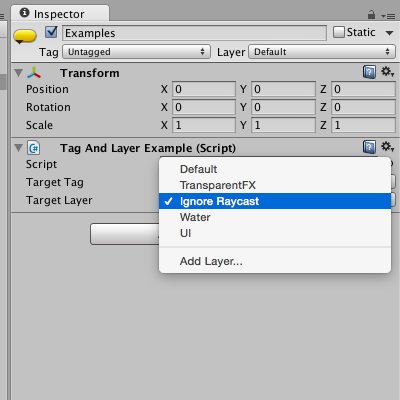 Inspector
Examples
Static
Tag Untagged Layer Default
Transform
Position X 0 Y 0 Z 0
Rotation X 0 Y 0 Z 0
Scale X 1 Y 1 Z 1
Tag And Layer Example (Script)
Script
Target Tag
Target Layer
Default
TransparentFX
Ignore Raycast
Water
UI
Add Layer...